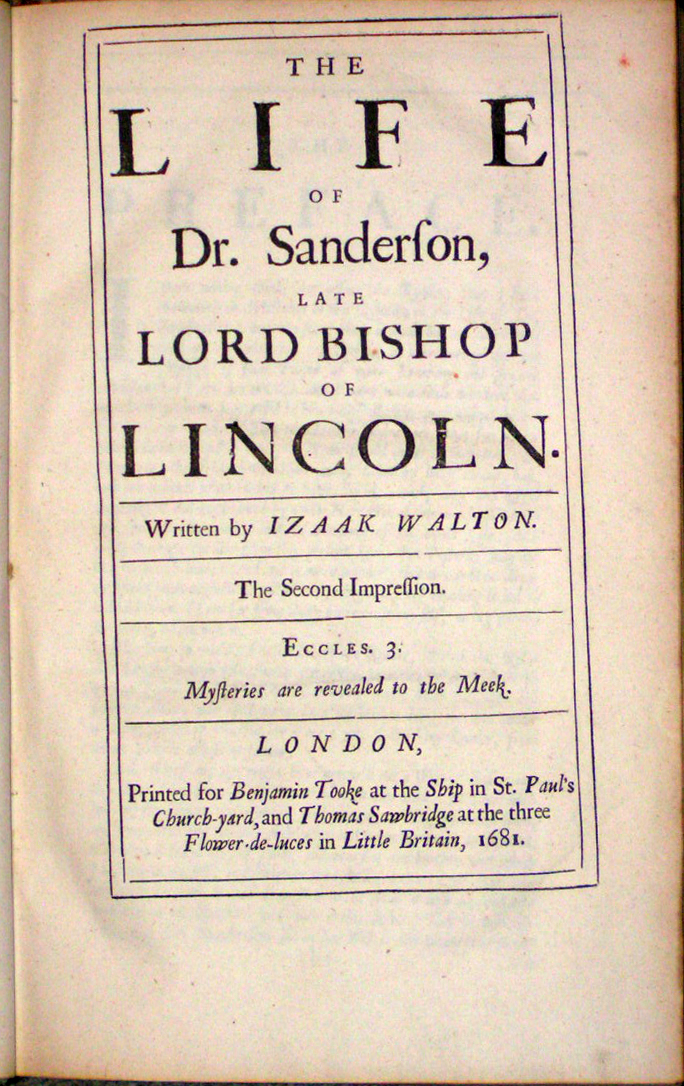 THE
LIFE
OF
Dr. Sanderſon,
LATE
LORD BISHOP
OF
LINCOLN.
Written by IZAAK WALTON.
The Second Impreſſion.
ECCLES. 3.
Myſteries are revealed to the Meek.
LONDON,
Printed for Benjamin Tooke at the Ship in St. Paul's
Church-yard, and Thomas Sawbridge at the three
Flower-de-luces in Little Britain, 1681.
PREFACE.